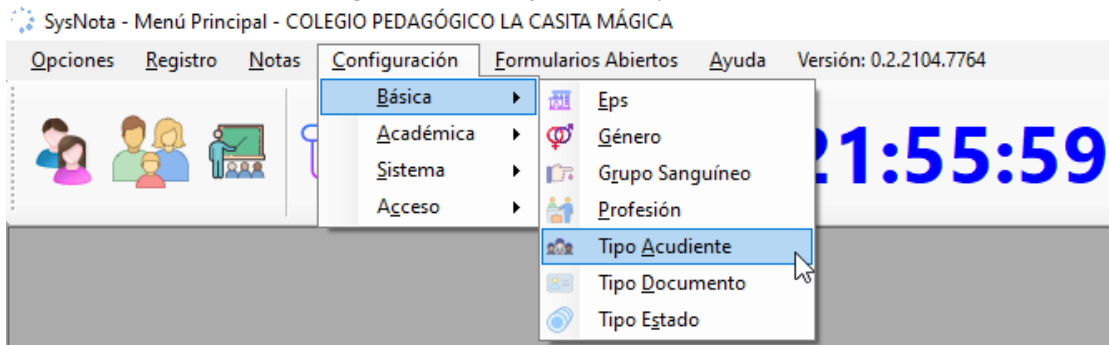 SysNota - Menú Principal - COLEGIO PEDAGÓGICO LA CASITA MÁGICA
Opciones Registro Notas Configuración Formularios Abiertos Ayuda Versión: 0.2.2104.7764
Básica
Académica
Sistema
Acceso
Eps
Género
Grupo Sanguíneo
Profesión
Tipo Acudiente
Tipo Documento
Tipo Estado
21:55:59